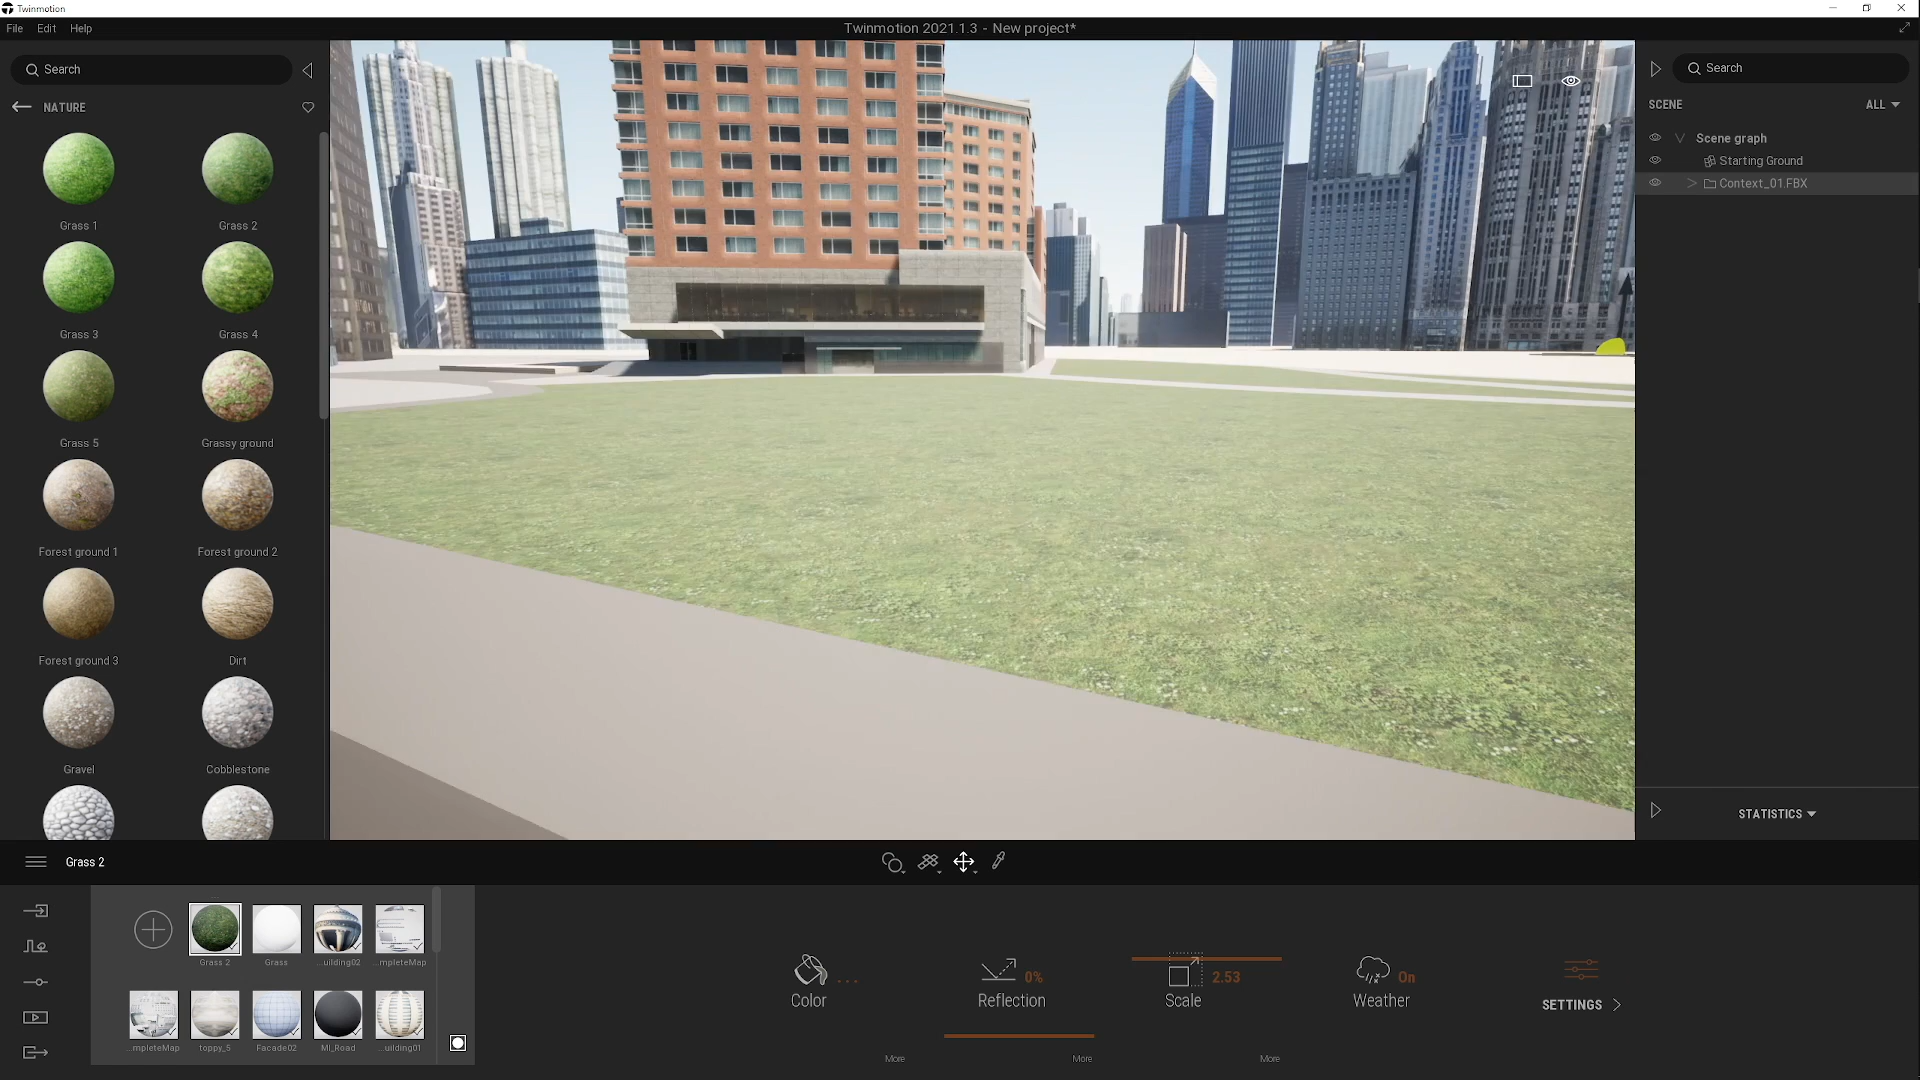 Twinmotion
File Edit Help
Twinmotion 2021.1.3 - New project*
Search
NATURE
Grass 1
Grass 2
Grass 3
Grass 4
Grass 5
Grassy ground
Forest ground 1
Forest ground 2
Forest ground 3
Dirt
Gravel
Cobblestone
Search
SCENE
ALL
Scene graph
Starting Ground
Context_01.FBX
STATISTICS
Grass 2
Grass 2
Grass
...uilding02
...mpleteMap
...mpleteMap
toppy_5
Facade02
MI_Road
...uilding01
Color ...
Reflection 0%
Scale 2.53
Weather On
SETTINGS
More
More
More